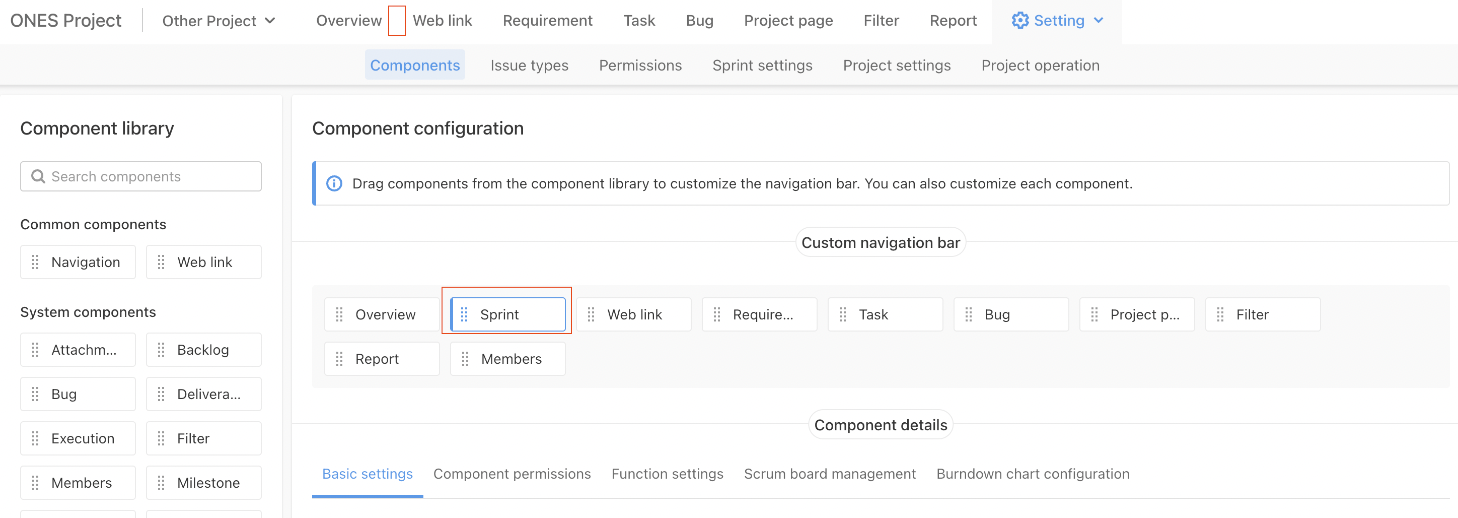 ONES Project Other Project Overview Web link Requirement Task Bug Project page Filter Report Setting
Components Issue types Permissions Sprint settings Project settings Project operation
Component library
Search components
Common components
Navigation Web link
System components
Attachm... Backlog
Bug Delivera...
Execution Filter
Members Milestone
Component configuration
Drag components from the component library to customize the navigation bar. You can also customize each component.
Custom navigation bar
Overview Sprint Web link Require... Task Bug Project p... Filter
Report Members
Component details
Basic settings Component permissions Function settings Scrum board management Burndown chart configuration